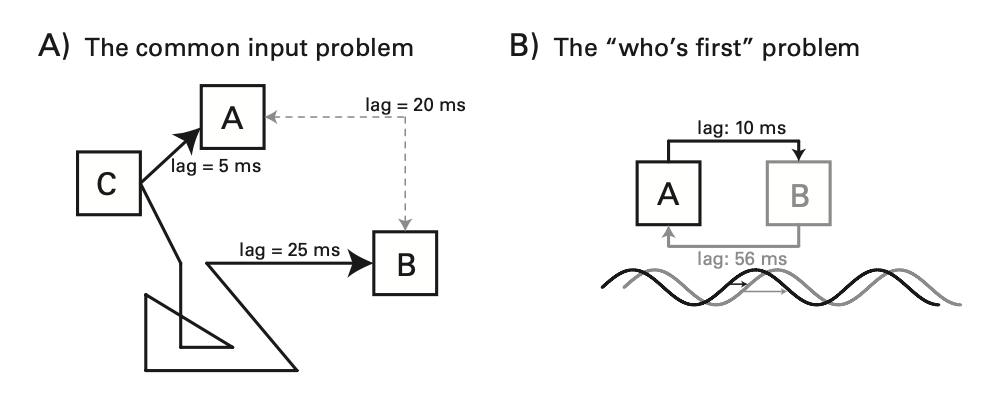 A) The common input problem
B) The “who’s first” problem
A
lag = 20 ms
lag = 5 ms
C
lag = 25 ms
B
lag: 10 ms
A
B
lag: 56 ms